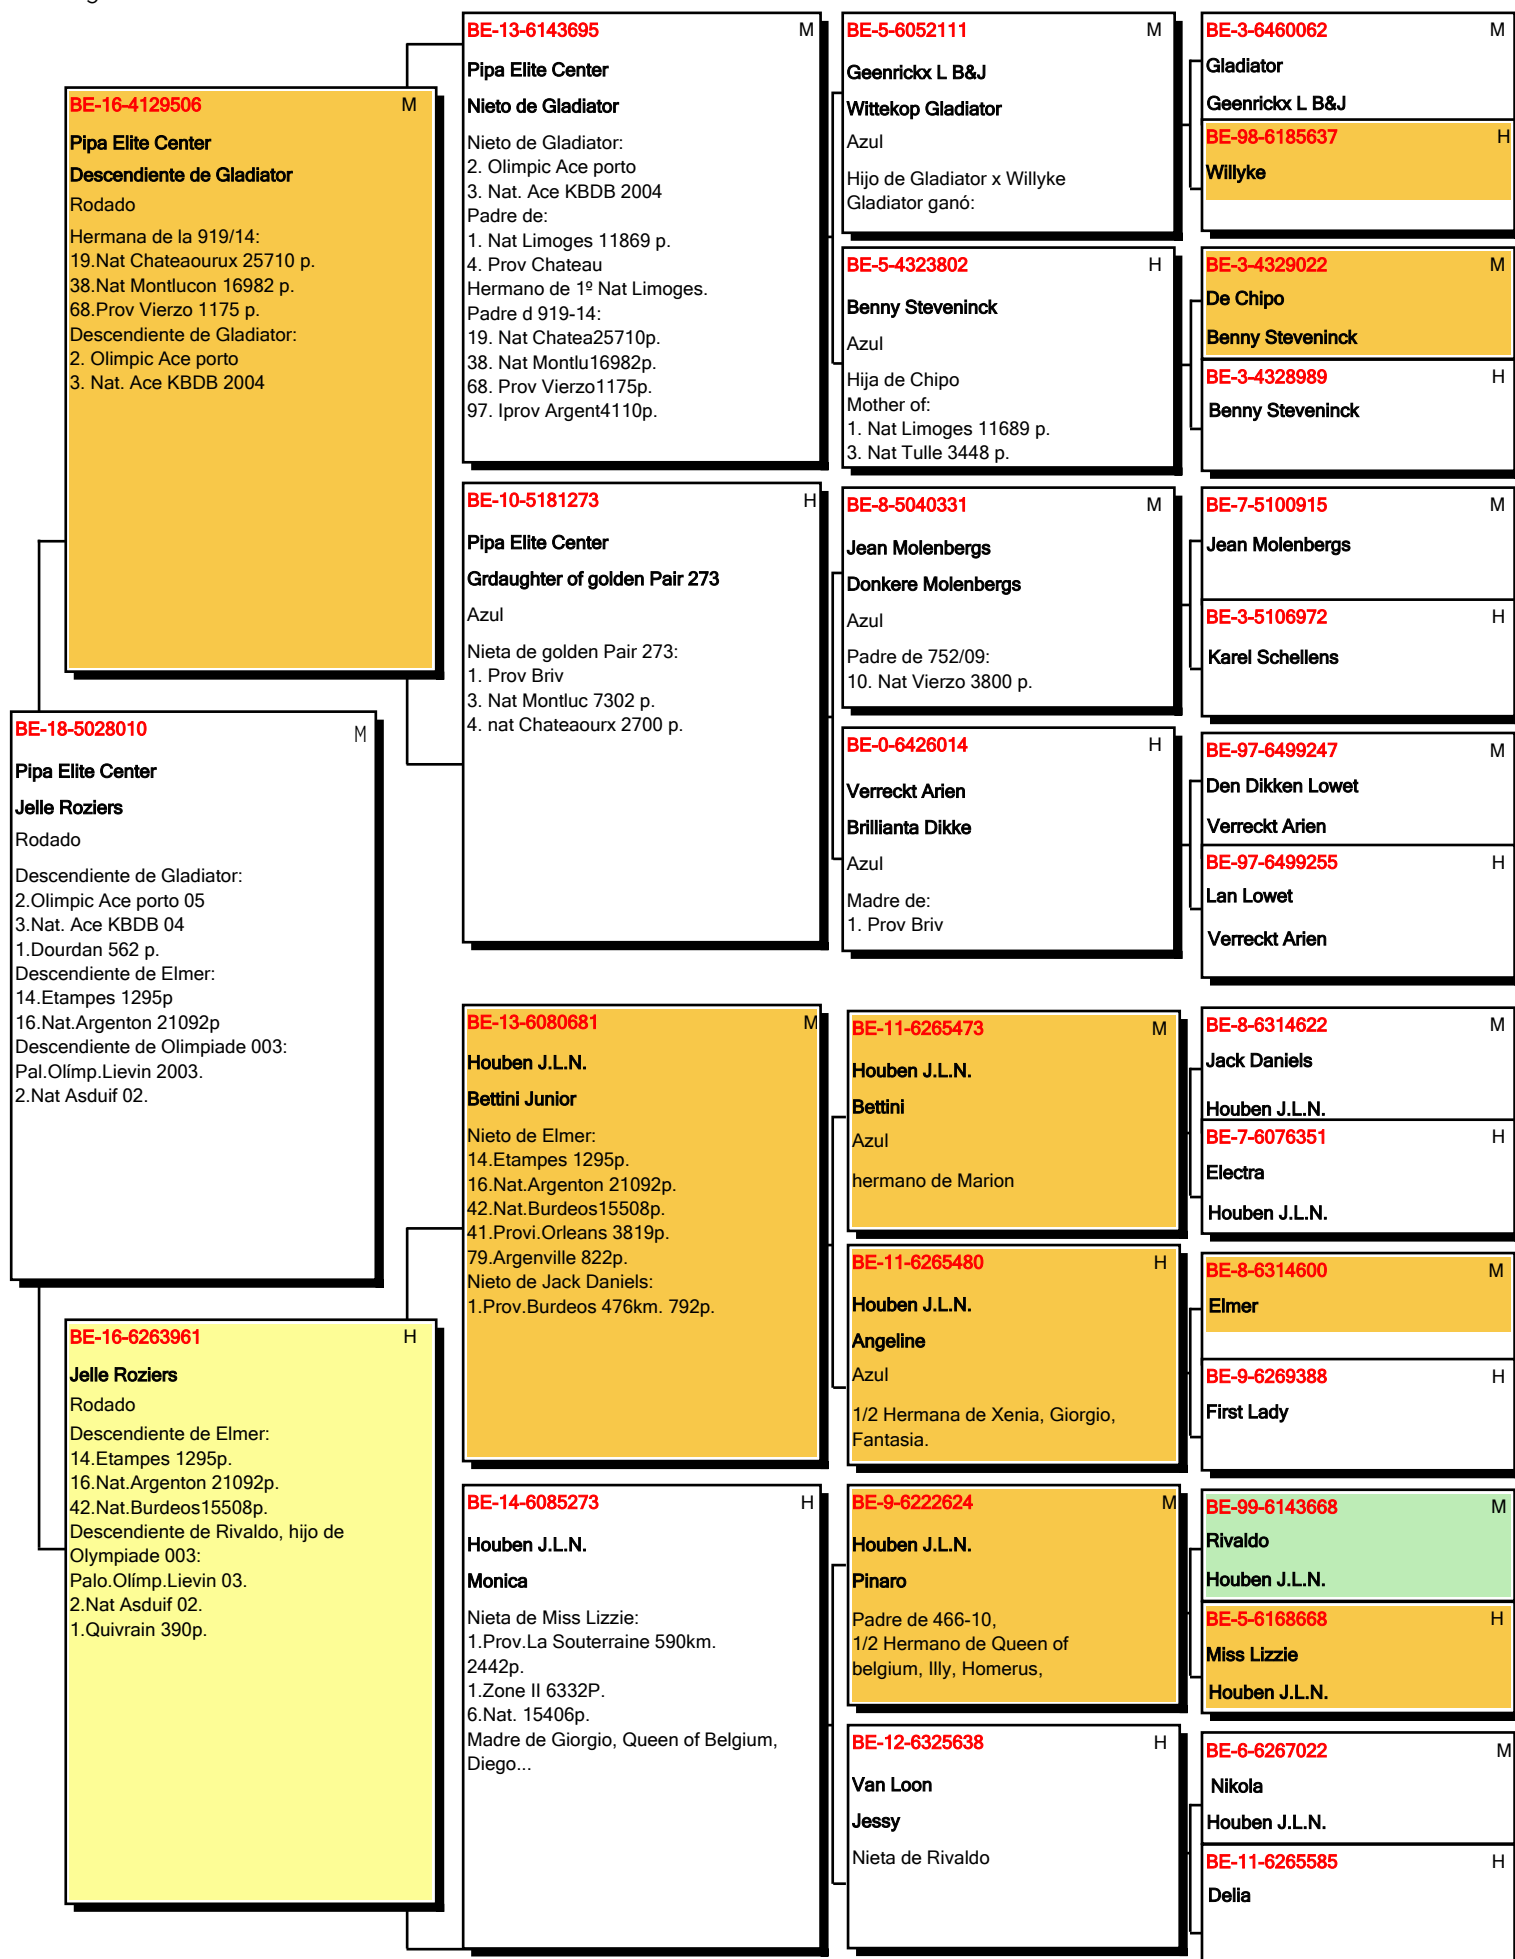 BE-18-5028010 M
Pipa Elite Center
Jelle Roziers
Rodado
Descendiente de Gladiator:
2.Olimpic Ace porto 05
3.Nat. Ace KBDB 04
1.Dourdan 562 p.
Descendiente de Elmer:
14.Etampes 1295p
16.Nat.Argenton 21092p
Descendiente de Olimpiade 003:
Pal.Olímp.Lievin 2003.
2.Nat Asduif 02.
BE-16-4129506 M
Pipa Elite Center
Descendiente de Gladiator
Rodado
Hermana de la 919/14:
19.Nat Chateaourux 25710 p.
38.Nat Montlucon 16982 p.
68.Prov Vierzo 1175 p.
Descendiente de Gladiator:
2. Olimpic Ace porto
3. Nat. Ace KBDB 2004
BE-16-6263961 H
Jelle Roziers
Rodado
Descendiente de Elmer:
14.Etampes 1295p.
16.Nat.Argenton 21092p.
42.Nat.Burdeos15508p.
Descendiente de Rivaldo, hijo de
Olympiade 003:
Palo.Olímp.Lievin 03.
2.Nat Asduif 02.
1.Quivrain 390p.
BE-13-6143695 M
Pipa Elite Center
Nieto de Gladiator
Nieto de Gladiator:
2. Olimpic Ace porto
3. Nat. Ace KBDB 2004
Padre de:
1. Nat Limoges 11869 p.
4. Prov Chateau
Hermano de 1º Nat Limoges.
Padre d 919-14:
19. Nat Chatea25710p.
38. Nat Montlu16982p.
68. Prov Vierzo1175p.
97. Iprov Argent4110p.
BE-10-5181273 H
Pipa Elite Center
Grdaughter of golden Pair 273
Azul
Nieta de golden Pair 273:
1. Prov Briv
3. Nat Montluc 7302 p.
4. nat Chateaourx 2700 p.
BE-13-6080681 M
Houben J.L.N.
Bettini Junior
Nieto de Elmer:
14.Etampes 1295p.
16.Nat.Argenton 21092p.
42.Nat.Burdeos15508p.
41.Provi.Orleans 3819p.
79.Argenville 822p.
Nieto de Jack Daniels:
1.Prov.Burdeos 476km. 792p.
BE-14-6085273 H
Houben J.L.N.
Monica
Nieta de Miss Lizzie:
1.Prov.La Souterraine 590km.
2442p.
1.Zone II 6332P.
6.Nat. 15406p.
Madre de Giorgio, Queen of Belgium,
Diego...
BE-5-6052111 M
Geenrickx L B&J
Wittekop Gladiator
Azul
Hijo de Gladiator x Willyke
Gladiator ganó:
BE-5-4323802 H
Benny Steveninck
Azul
Hija de Chipo
Mother of:
1. Nat Limoges 11689 p.
3. Nat Tulle 3448 p.
BE-8-5040331 M
Jean Molenbergs
Donkere Molenbergs
Azul
Padre de 752/09:
10. Nat Vierzo 3800 p.
BE-0-6426014 H
Verreckt Arien
Brillianta Dikke
Azul
Madre de:
1. Prov Briv
BE-11-6265473 M
Houben J.L.N.
Bettini
Azul
hermano de Marion
BE-11-6265480 H
Houben J.L.N.
Angeline
Azul
1/2 Hermana de Xenia, Giorgio,
Fantasia.
BE-9-6222624 M
Houben J.L.N.
Pinaro
Padre de 466-10,
1/2 Hermano de Queen of
belgium, Illy, Homerus,
BE-12-6325638 H
Van Loon
Jessy
Nieta de Rivaldo
BE-3-6460062 M
Gladiator
Geenrickx L B&J
BE-98-6185637 H
Willyke
BE-3-4329022 M
De Chipo
Benny Steveninck
BE-3-4328989 H
Benny Steveninck
BE-7-5100915 M
Jean Molenbergs
BE-3-5106972 H
Karel Schellens
BE-97-6499247 M
Den Dikken Lowet
Verreckt Arien
BE-97-6499255 H
Lan Lowet
Verreckt Arien
BE-8-6314622 M
Jack Daniels
Houben J.L.N.
BE-7-6076351 H
Electra
Houben J.L.N.
BE-8-6314600 M
Elmer
BE-9-6269388 H
First Lady
BE-99-6143668 M
Rivaldo
Houben J.L.N.
BE-5-6168668 H
Miss Lizzie
Houben J.L.N.
BE-6-6267022 M
Nikola
Houben J.L.N.
BE-11-6265585 H
Delia